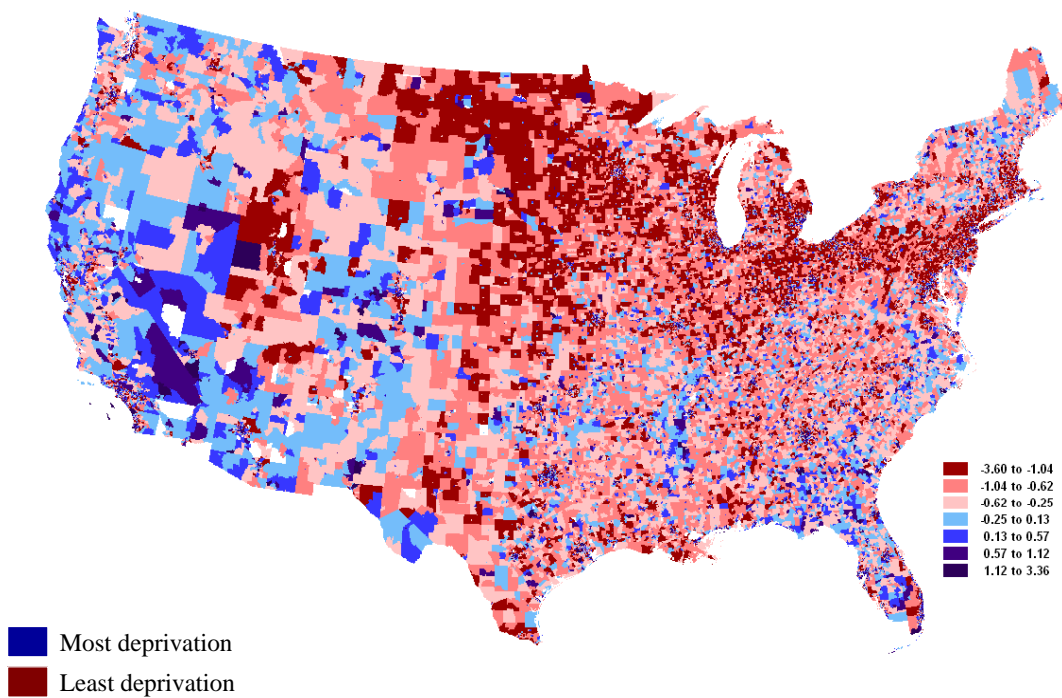 -3.60 to -1.04
-1.04 to -0.62
-0.62 to -0.25
-0.25 to 0.13
0.13 to 0.57
0.57 to 1.12
1.12 to 3.36
Most deprivation
Least deprivation